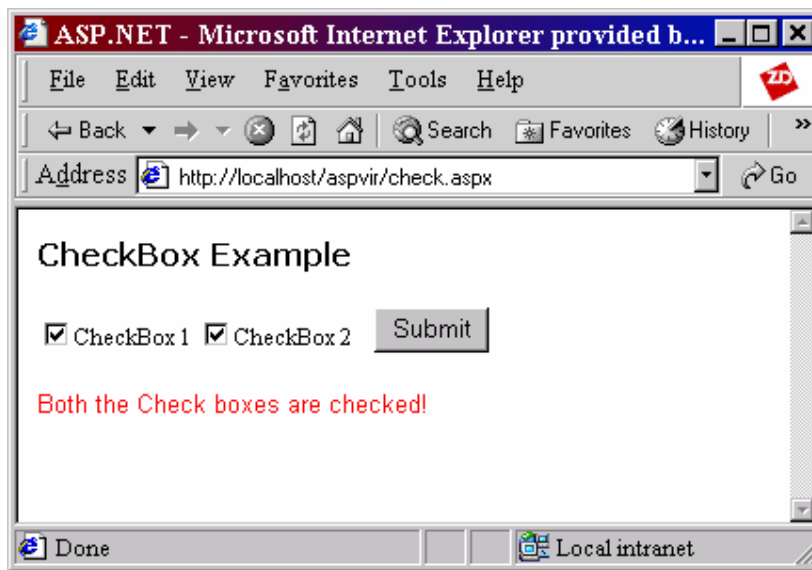 ASP.NET - Microsoft Internet Explorer provided b...
File Edit View Favorites Tools Help ZD
Back Search Favorites History »
Address http://localhost/aspvir/check.aspx Go
CheckBox Example
CheckBox 1 CheckBox 2 Submit
Both the Check boxes are checked!
Done Local intranet